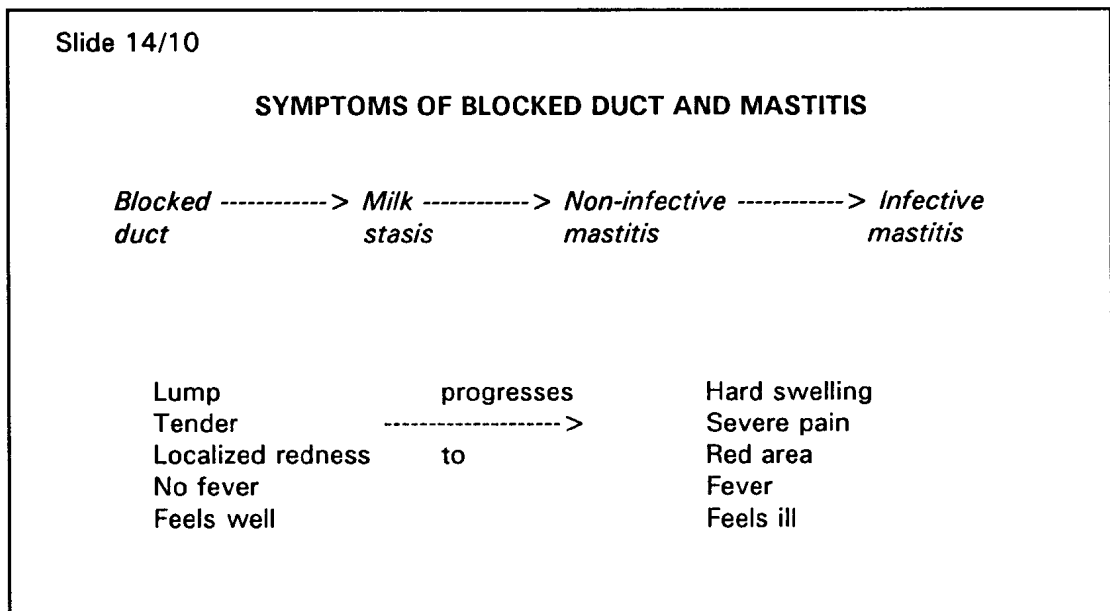 Slide 14/10
SYMPTOMS OF BLOCKED DUCT AND MASTITIS
Blocked ------------> Milk ------------> Non-infective ------------> Infective
duct stasis mastitis mastitis
Lump progresses Hard swelling
Tender --------------------> Severe pain
Localized redness to Red area
No fever Fever
Feels well Feels ill